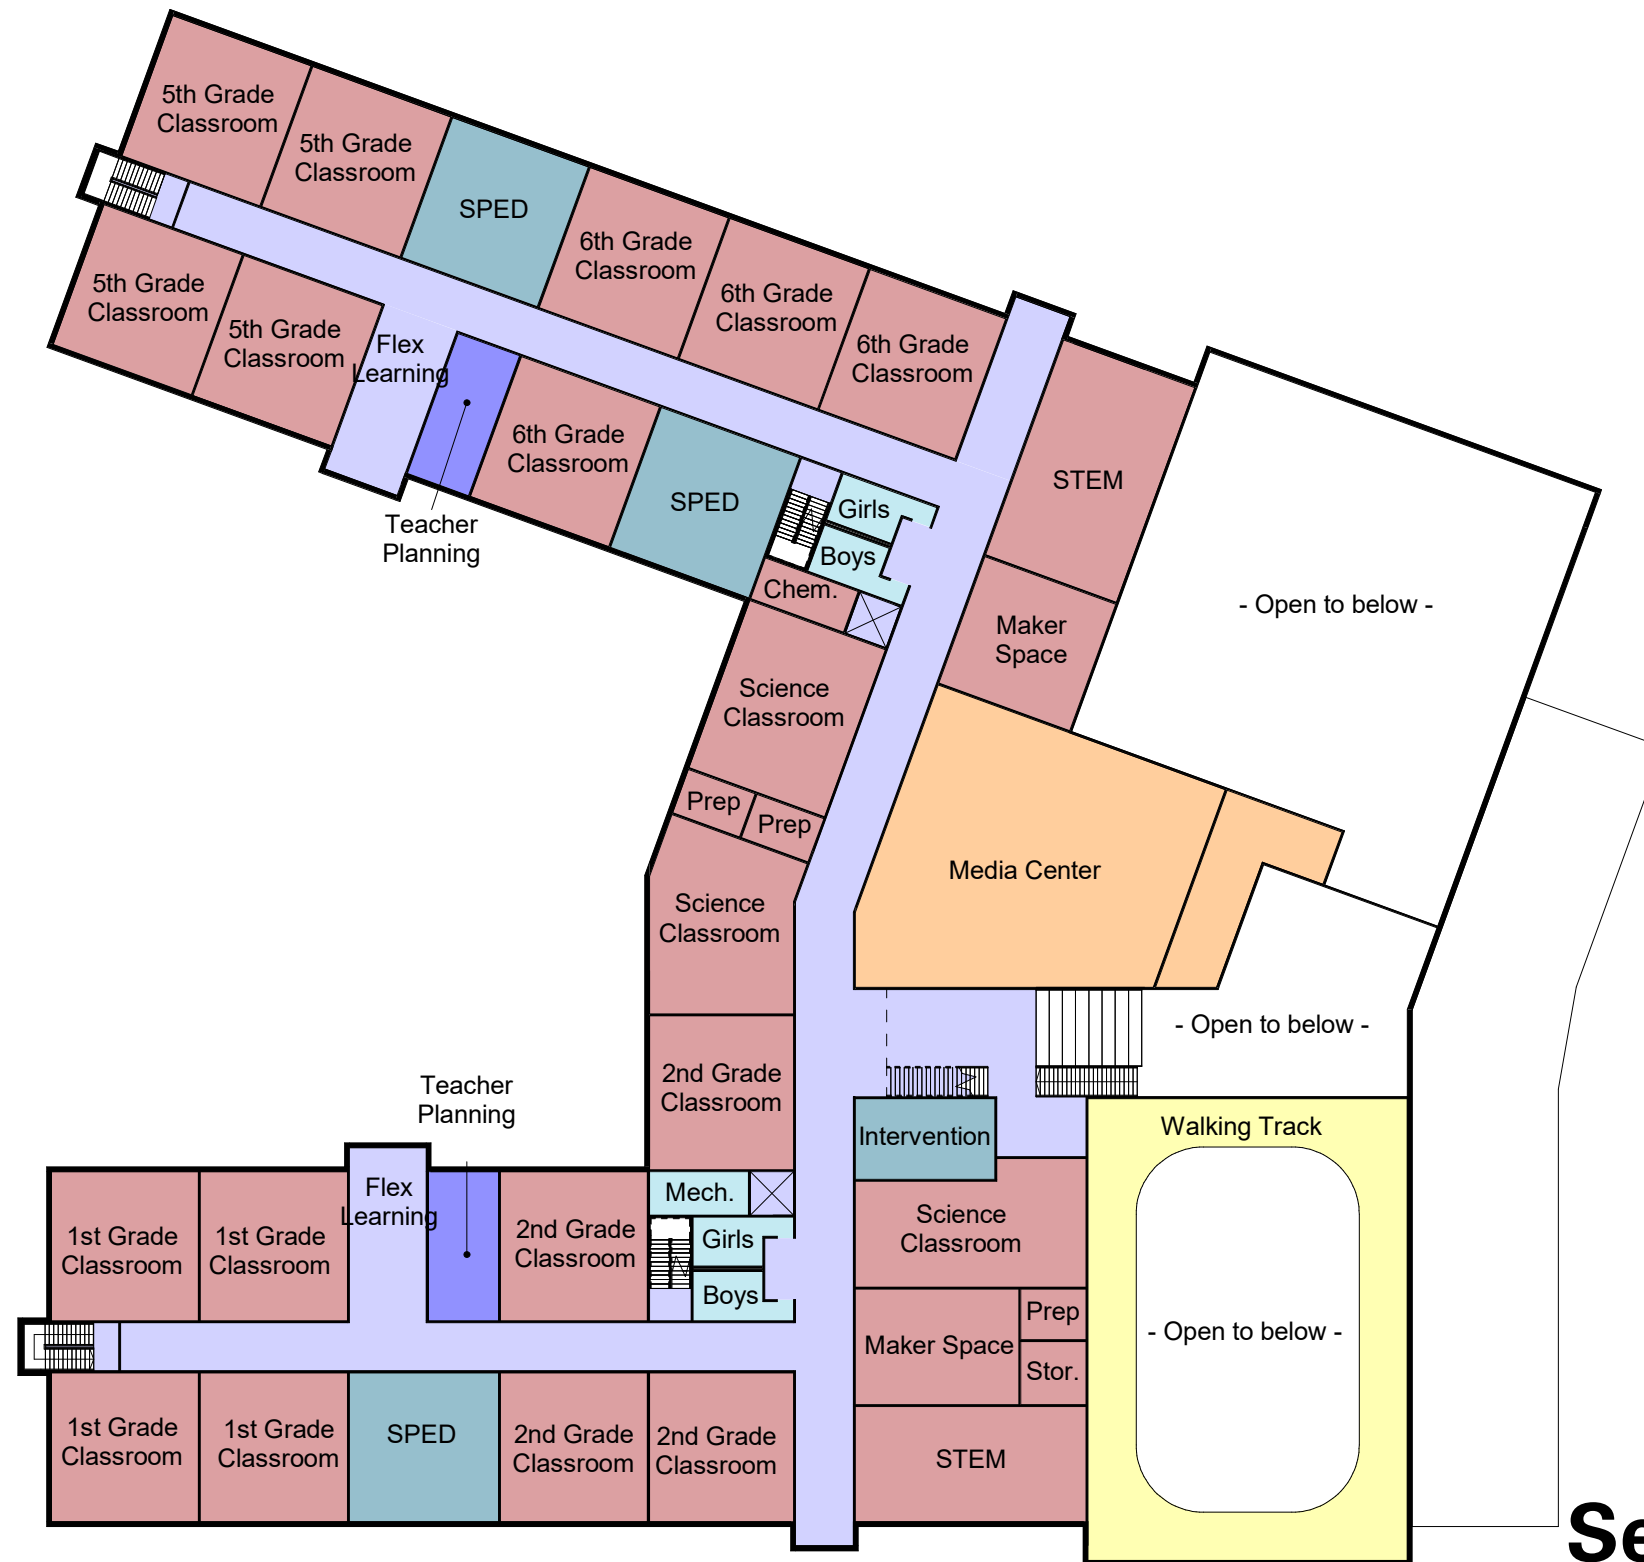 5th Grade
Classroom
5th Grade
Classroom
SPED
6th Grade
Classroom
6th Grade
Classroom
6th Grade
Classroom
5th Grade
Classroom
5th Grade
Classroom
Flex
Learning
Teacher
Planning
6th Grade
Classroom
SPED
Girls
Boys
Chem.
STEM
Maker
Space
- Open to below -
Science
Classroom
Prep
Prep
Science
Classroom
Media Center
- Open to below -
2nd Grade
Classroom
Teacher
Planning
Intervention
Walking Track
Mech.
Girls
Boys
Flex
Learning
1st Grade
Classroom
1st Grade
Classroom
2nd Grade
Classroom
Science
Classroom
Maker Space
Prep
Stor.
- Open to below -
1st Grade
Classroom
1st Grade
Classroom
SPED
2nd Grade
Classroom
2nd Grade
Classroom
STEM
Se